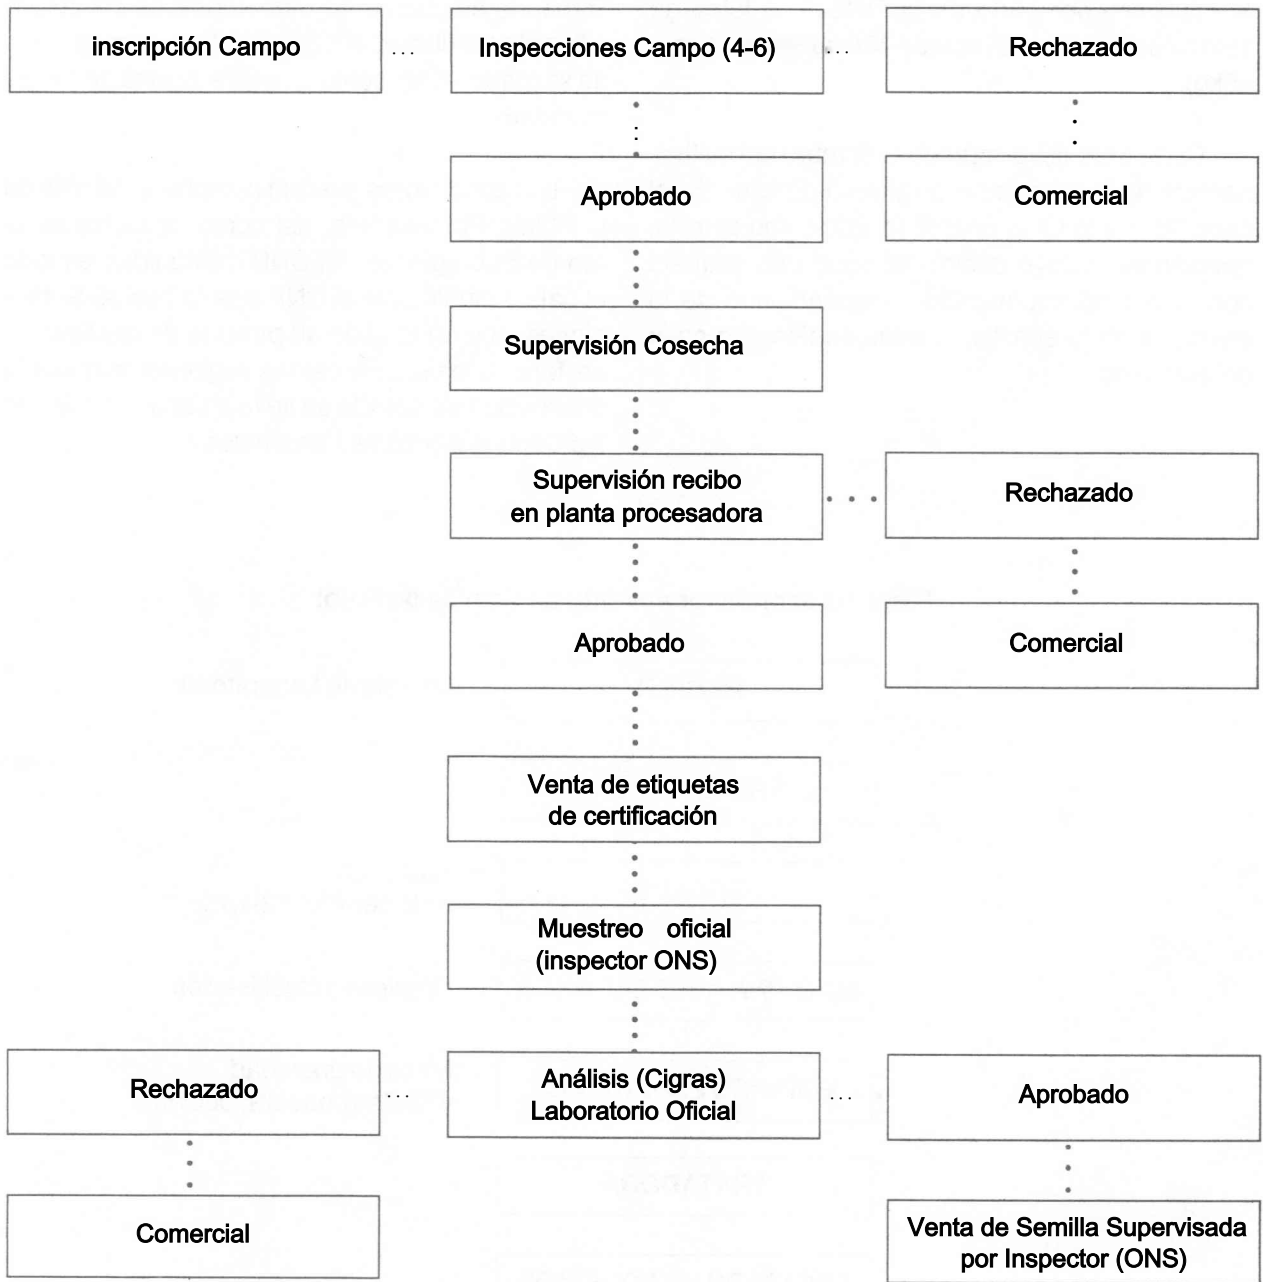 inscripción Campo ... Inspecciones Campo (4-6) ... Rechazado
Aprobado
Comercial
Supervisión Cosecha
Supervisión recibo
en planta procesadora
Rechazado
Aprobado
Comercial
Venta de etiquetas
de certificación
Muestreo oficial
(inspector ONS)
Rechazado
Análisis (Cigras)
Laboratorio Oficial
Aprobado
Comercial
Venta de Semilla Supervisada
por Inspector (ONS)